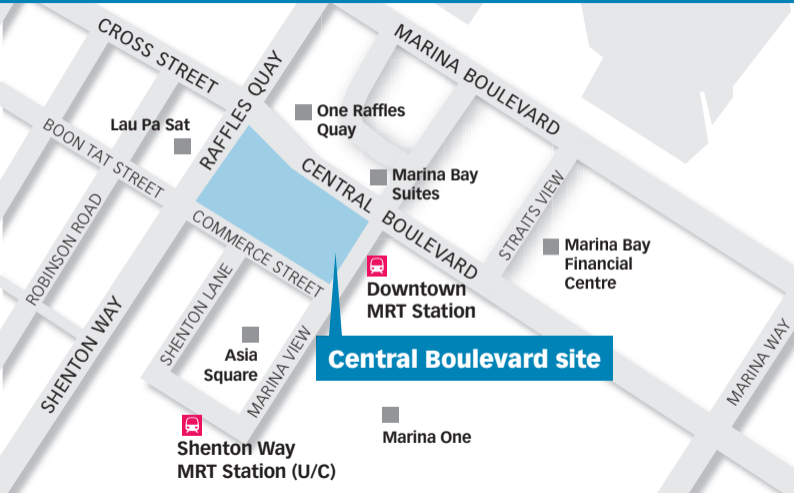 CROSS STREET
RAFFLES QUAY
MARINA BOULEVARD
Lau Pa Sat
One Raffles
Quay
BOON TAT STREET
CENTRAL BOULEVARD
Marina Bay
Suites
STRAITS VIEW
ROBINSON ROAD
COMMERCE STREET
Marina Bay
Financial
Centre
Downtown
MRT Station
SHENTON WAY
SHENTON LANE
Asia
Square
MARINA VIEW
Central Boulevard site
MARINA WAY
Marina One
Shenton Way
MRT Station (U/C)